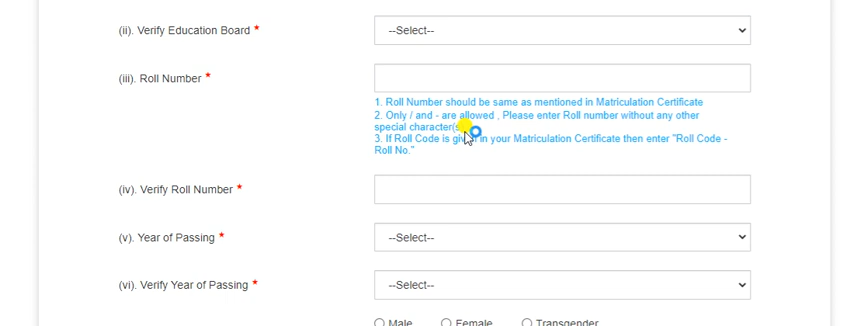 (ii). Verify Education Board *
--Select--
(iii). Roll Number *
1. Roll Number should be same as mentioned in Matriculation Certificate
2. Only / and - are allowed , Please enter Roll number without any other
special character(s
3. If Roll Code is given in your Matriculation Certificate then enter "Roll Code -
Roll No."
(iv). Verify Roll Number *
(v). Year of Passing *
--Select--
(vi). Verify Year of Passing *
--Select--
Male Female Transgender